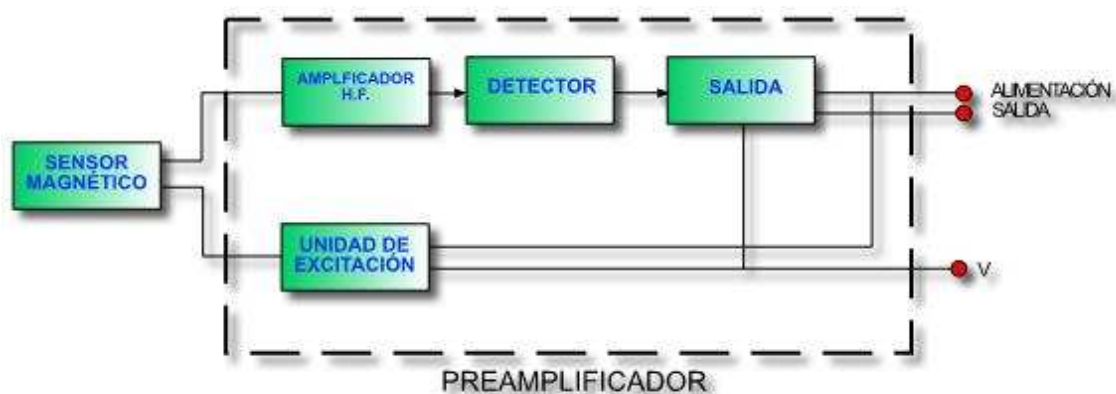 AMPLFICADOR
H.F.
DETECTOR
SALIDA
ALIMENTACIÓN
SALIDA
SENSOR
MAGNÉTICO
UNIDAD DE
EXCITACIÓN
V
PREAMPLIFICADOR